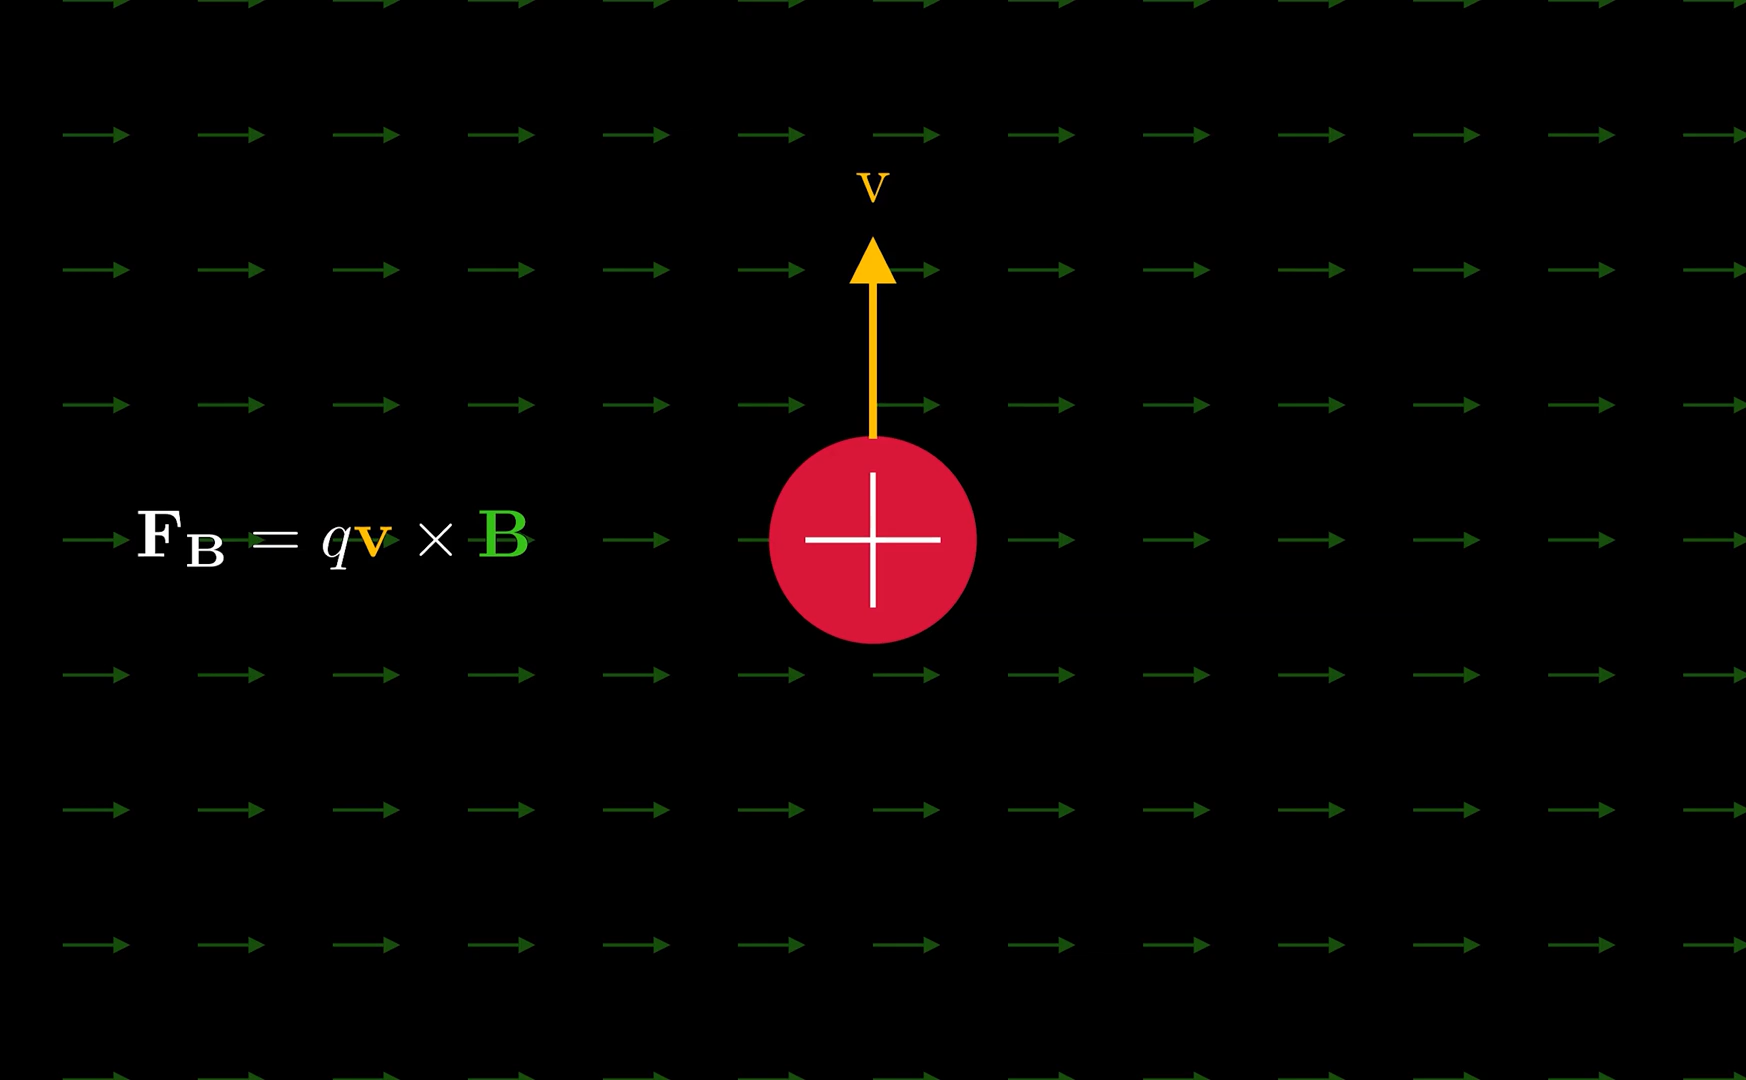 v
F_B = qv × B